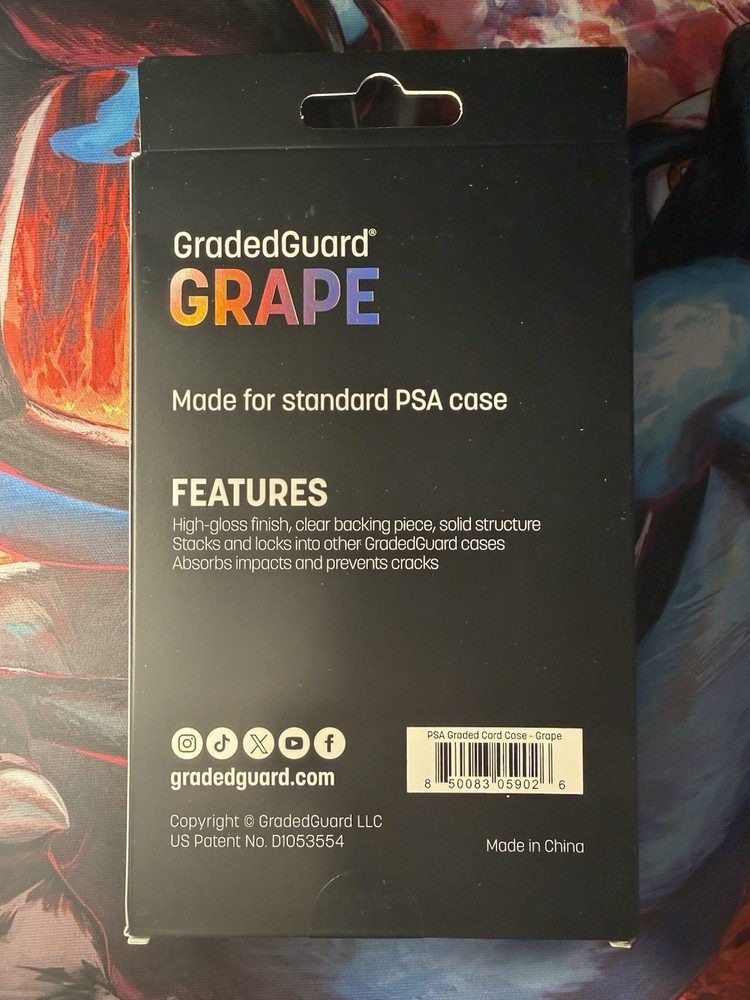 GradedGuard®
GRAPE
Made for standard PSA case
FEATURES
High-gloss finish, clear backing piece, solid structure
Stacks and locks into other GradedGuard cases
Absorbs impacts and prevents cracks
gradedguard.com
PSA Graded Card Case - Grape
8 50083 05902 6
Copyright © GradedGuard LLC
US Patent No. D1053554
Made in China